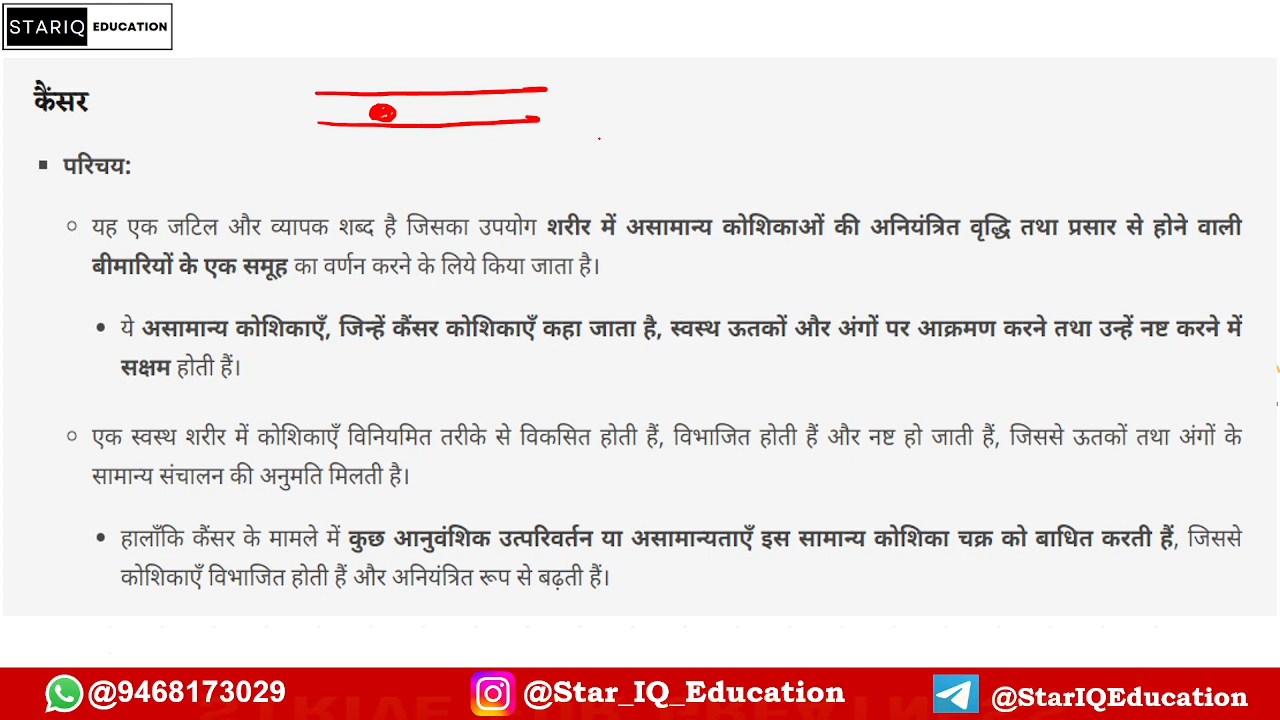 STARIQ EDUCATION
कैंसर
परिचय:
यह एक जटिल और व्यापक शब्द है जिसका उपयोग शरीर में असामान्य कोशिकाओं की अनियंत्रित वृद्धि तथा प्रसार से होने वाली
बीमारियों के एक समूह का वर्णन करने के लिये किया जाता है।
ये असामान्य कोशिकाएँ, जिन्हें कैंसर कोशिकाएँ कहा जाता है, स्वस्थ ऊतकों और अंगों पर आक्रमण करने तथा उन्हें नष्ट करने में
सक्षम होती हैं।
एक स्वस्थ शरीर में कोशिकाएँ विनियमित तरीके से विकसित होती हैं, विभाजित होती हैं और नष्ट हो जाती हैं, जिससे ऊतकों तथा अंगों के
सामान्य संचालन की अनुमति मिलती है।
हालाँकि कैंसर के मामले में कुछ आनुवंशिक उत्परिवर्तन या असामान्यताएँ इस सामान्य कोशिका चक्र को बाधित करती हैं, जिससे
कोशिकाएँ विभाजित होती हैं और अनियंत्रित रूप से बढ़ती हैं।
@9468173029 @Star_IQ_Education @StarIQEducation